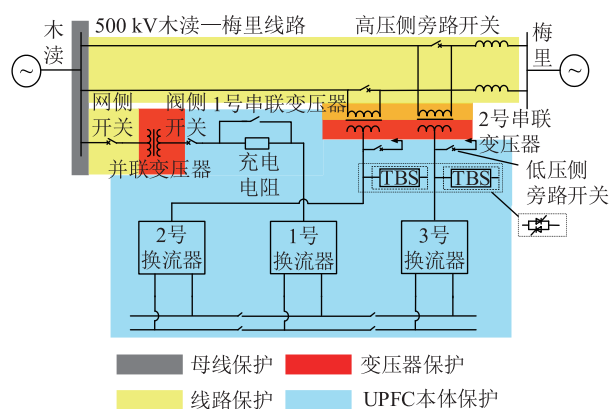 木渎
500 kV木渎—梅里线路
高压侧旁路开关
梅里
网侧开关
阀侧开关
1号串联变压器
2号串联
变压器
并联变压器
充电
电阻
低压侧
旁路开关
TBS
TBS
2号
换流器
1号
换流器
3号
换流器
母线保护
变压器保护
线路保护
UPFC本体保护